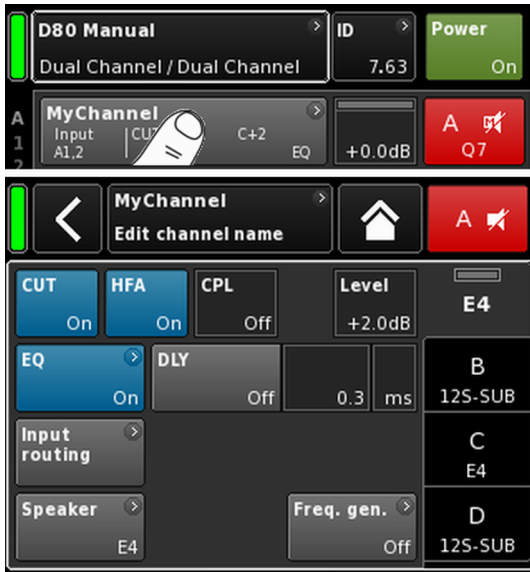 D80 Manual
Dual Channel / Dual Channel
ID
7.63
Power
On
A
1
2
MyChannel
Input
A1,2
C+2
EQ
+0.0dB
A
Q7
MyChannel
Edit channel name
A
CUT
On
HFA
On
CPL
Off
Level
+2.0dB
E4
EQ
On
DLY
Off
0.3
ms
B
12S-SUB
Input
routing
C
E4
Speaker
E4
Freq. gen.
Off
D
12S-SUB